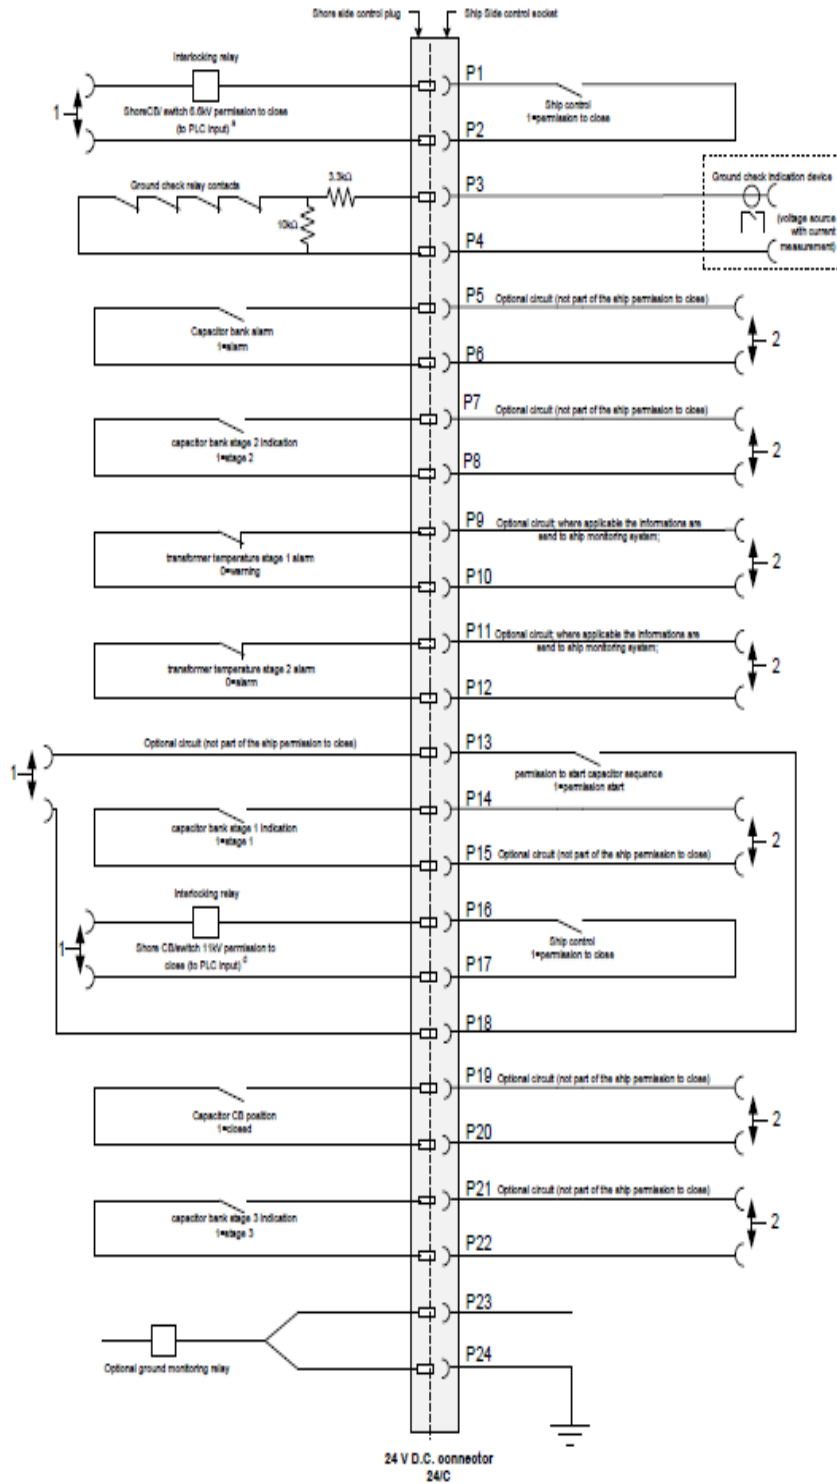 Shore side control plug
Ship Side control socket
Interlocking relay
P1
1
ShoreCB/ switch 6.6kV permission to close
(to PLC input) a
Ship control
1=permission to close
P2
3.3kΩ
Ground check relay contacts
10kΩ
P3
Ground check indication device
(voltage source
with current
measurement)
P4
P5 Optional circuit (not part of the ship permission to close)
Capacitor bank alarm
1=alarm
2
P6
P7 Optional circuit (not part of the ship permission to close)
capacitor bank stage 2 indication
1=stage 2
2
P8
P9 Optional circuit; where applicable the informations are
send to ship monitoring system;
transformer temperature stage 1 alarm
0=warning
2
P10
P11 Optional circuit; where applicable the informations are
send to ship monitoring system;
transformer temperature stage 2 alarm
0=alarm
2
P12
Optional circuit (not part of the ship permission to close)
P13
1
permission to start capacitor sequence
1=permission start
P14
capacitor bank stage 1 indication
1=stage 1
2
P15 Optional circuit (not part of the ship permission to close)
Interlocking relay
P16
1
Shore CB/switch 11kV permission to
close (to PLC input) d
Ship control
1=permission to close
P17
P18
P19 Optional circuit (not part of the ship permission to close)
Capacitor CB position
1=closed
2
P20
P21 Optional circuit (not part of the ship permission to close)
capacitor bank stage 3 indication
1=stage 3
2
P22
P23
Optional ground monitoring relay
P24
24 V D.C. connector
24/C